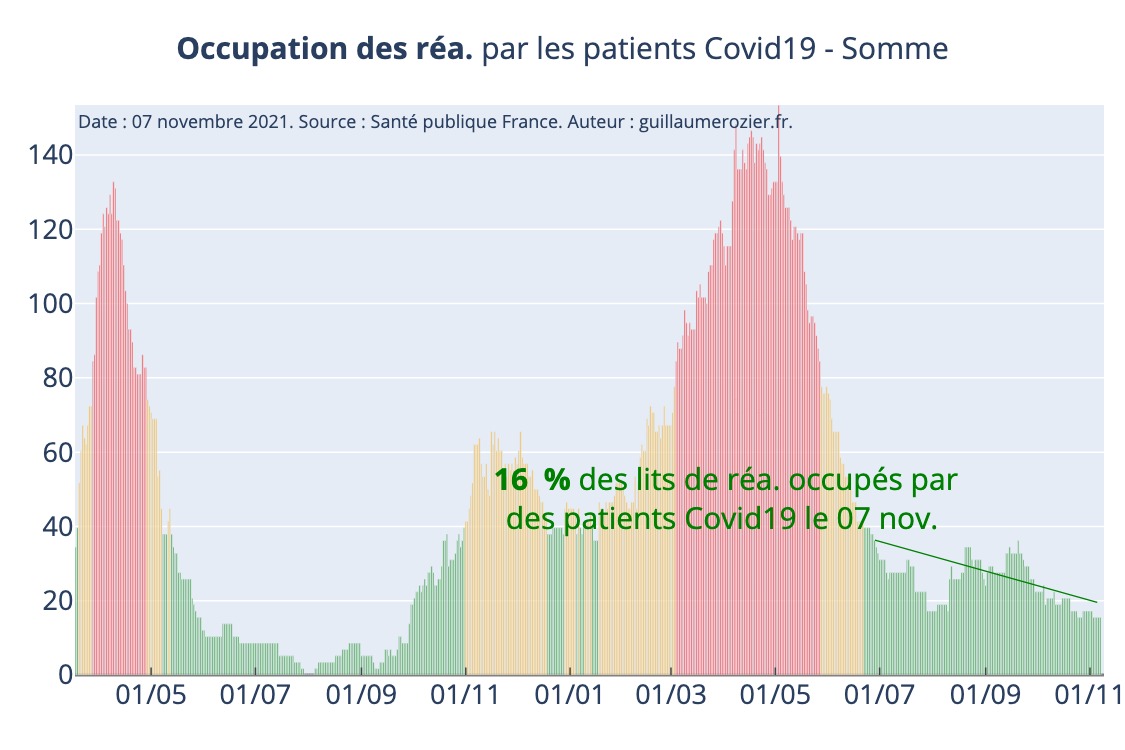 Occupation des réa. par les patients Covid19 - Somme
Date : 07 novembre 2021. Source : Santé publique France. Auteur : guillaumerozier.fr.
140
120
100
80
60
40
20
0
16 % des lits de réa. occupés par
des patients Covid19 le 07 nov.
01/05 01/07 01/09 01/11 01/01 01/03 01/05 01/07 01/09 01/11